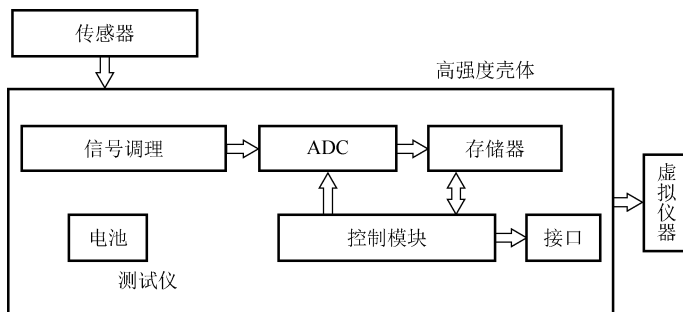 传感器
高强度壳体
信号调理
ADC
存储器
虚拟仪器
电池
控制模块
接口
测试仪